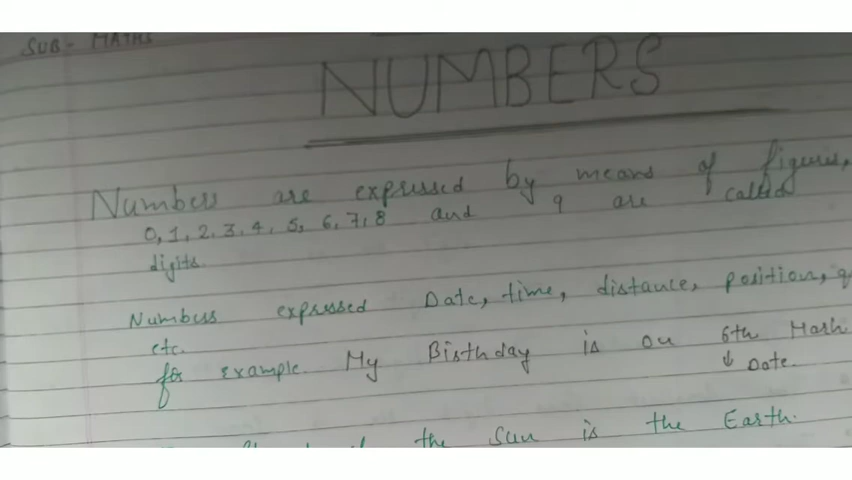 SUB - MATHS
NUMBERS
Numbers are expressed by means of figures,
0, 1, 2, 3, 4, 5, 6, 7, 8 and 9 are called
digits.
Numbers expressed Date, time, distance, position,
etc.
for example My Birthday is on 6th Marh
↓ Date.
the Sun is the Earth.